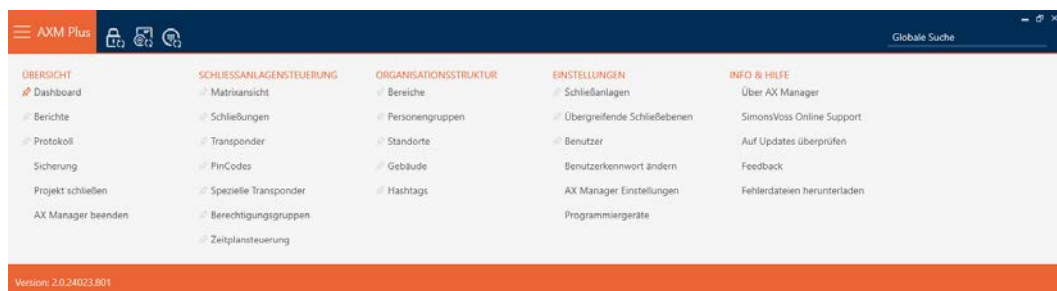 AXM Plus
Globale Suche
ÜBERSICHT
Dashboard
Berichte
Protokoll
Sicherung
Projekt schließen
AX Manager beenden
SCHLIESSANLAGENSTEUERUNG
Matrixansicht
Schließungen
Transponder
PinCodes
Spezielle Transponder
Berechtigungsgruppen
Zeitplansteuerung
ORGANISATIONSSTRUKTUR
Bereiche
Personengruppen
Standorte
Gebäude
Hashtags
EINSTELLUNGEN
Schließanlagen
Übergreifende Schließebenen
Benutzer
Benutzerkennwort ändern
AX Manager Einstellungen
Programmiergeräte
INFO & HILFE
Über AX Manager
SimonsVoss Online Support
Auf Updates überprüfen
Feedback
Fehlerdateien herunterladen
Version: 2.0.24023.801